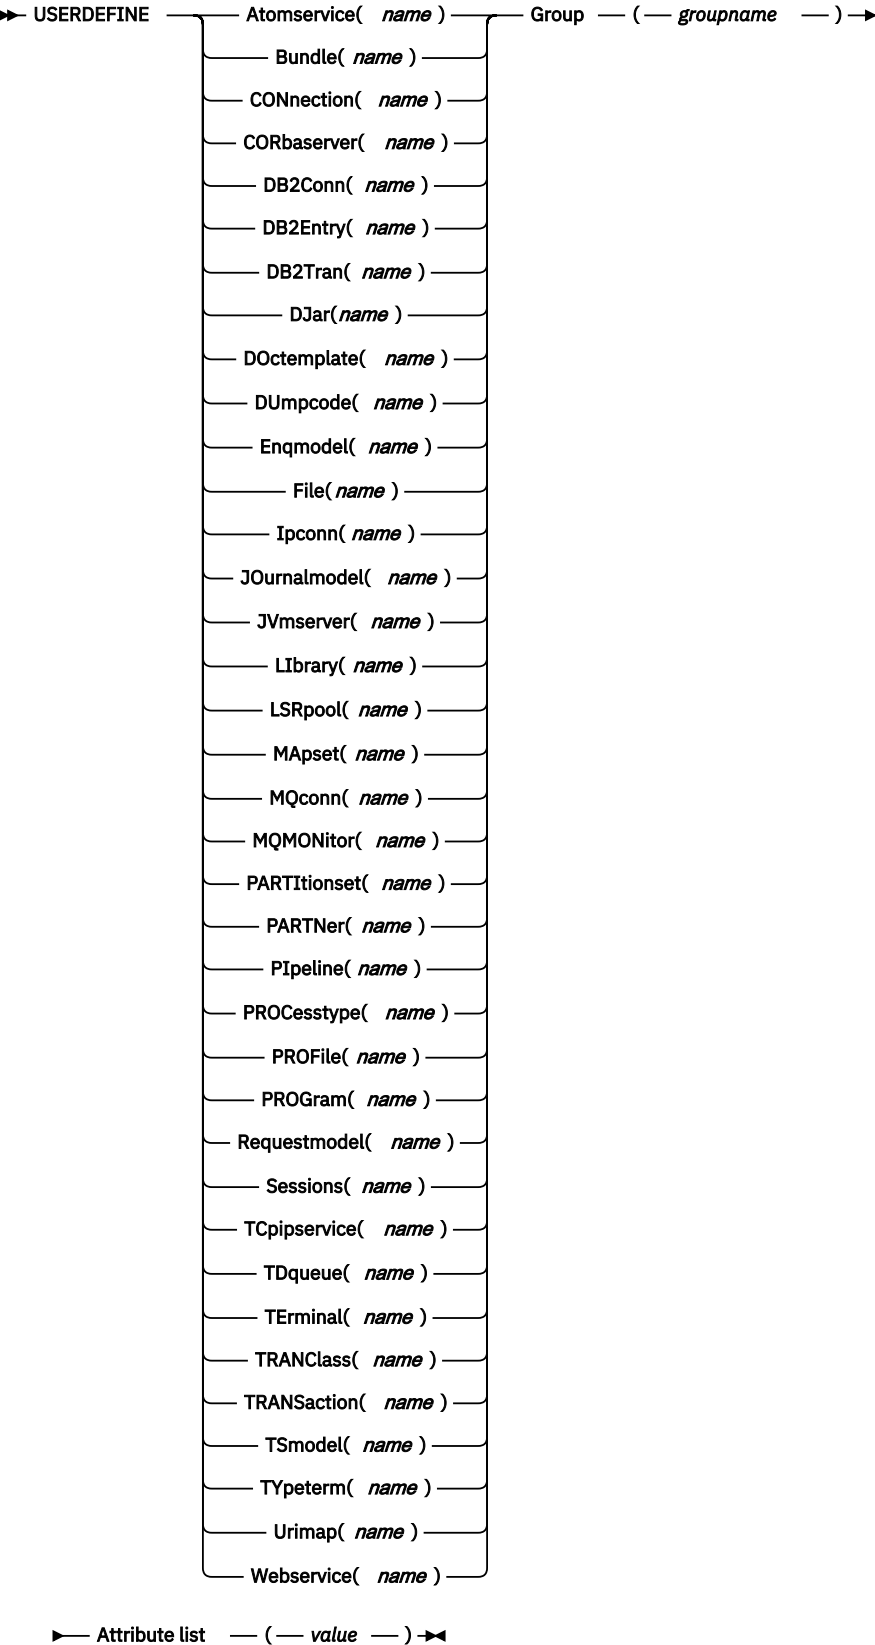 USERDEFINE Atomservice( name ) Group ( groupname )
Bundle( name )
CONnection( name )
CORbaserver( name )
DB2Conn( name )
DB2Entry( name )
DB2Tran( name )
DJar(name )
DOctemplate( name )
DUmpcode( name )
Enqmodel( name )
File( name )
Ipconn( name )
JOurnalmodel( name )
JVmserver( name )
LIbrary( name )
LSRpool( name )
MApset( name )
MQconn( name )
MQMONitor( name )
PARTItionset( name )
PARTNer( name )
PIpeline( name )
PROCesstype( name )
PROFile( name )
PROGram( name )
Requestmodel( name )
Sessions( name )
TCpipservice( name )
TDqueue( name )
TErminal( name )
TRANClass( name )
TRANSaction( name )
TSmodel( name )
TYpeterm( name )
Urimap( name )
Webservice( name )
Attribute list ( value )